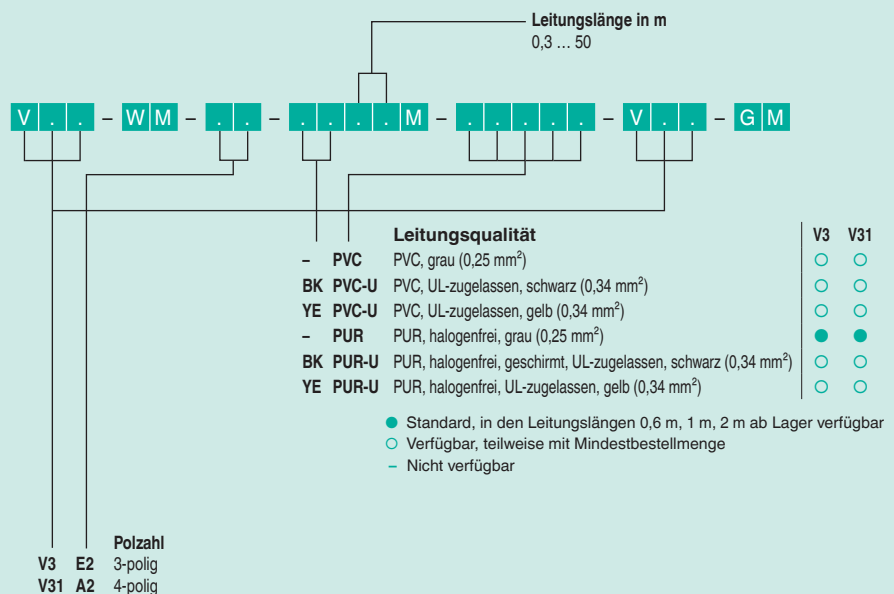 Leitungslänge in m
0,3 … 50
V . . – W M – . . – . . . . M – . . . . . – V . . – G M
Leitungsqualität V3 V31
– PVC PVC, grau (0,25 mm²) ○ ○
BK PVC-U PVC, UL-zugelassen, schwarz (0,34 mm²) ○ ○
YE PVC-U PVC, UL-zugelassen, gelb (0,34 mm²) ○ ○
– PUR PUR, halogenfrei, grau (0,25 mm²) ● ●
BK PUR-U PUR, halogenfrei, geschirmt, UL-zugelassen, schwarz (0,34 mm²) ○ ○
YE PUR-U PUR, halogenfrei, UL-zugelassen, gelb (0,34 mm²) ○ ○
● Standard, in den Leitungslängen 0,6 m, 1 m, 2 m ab Lager verfügbar
○ Verfügbar, teilweise mit Mindestbestellmenge
– Nicht verfügbar
Polzahl
V3 E2 3-polig
V31 A2 4-polig